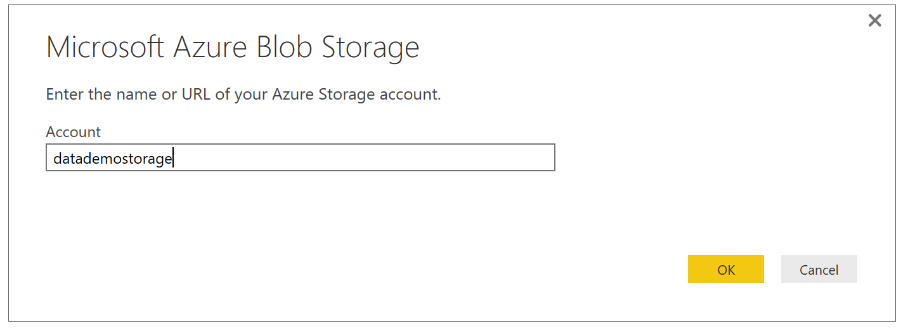 Microsoft Azure Blob Storage
Enter the name or URL of your Azure Storage account.
Account
datademostorage
OK
Cancel